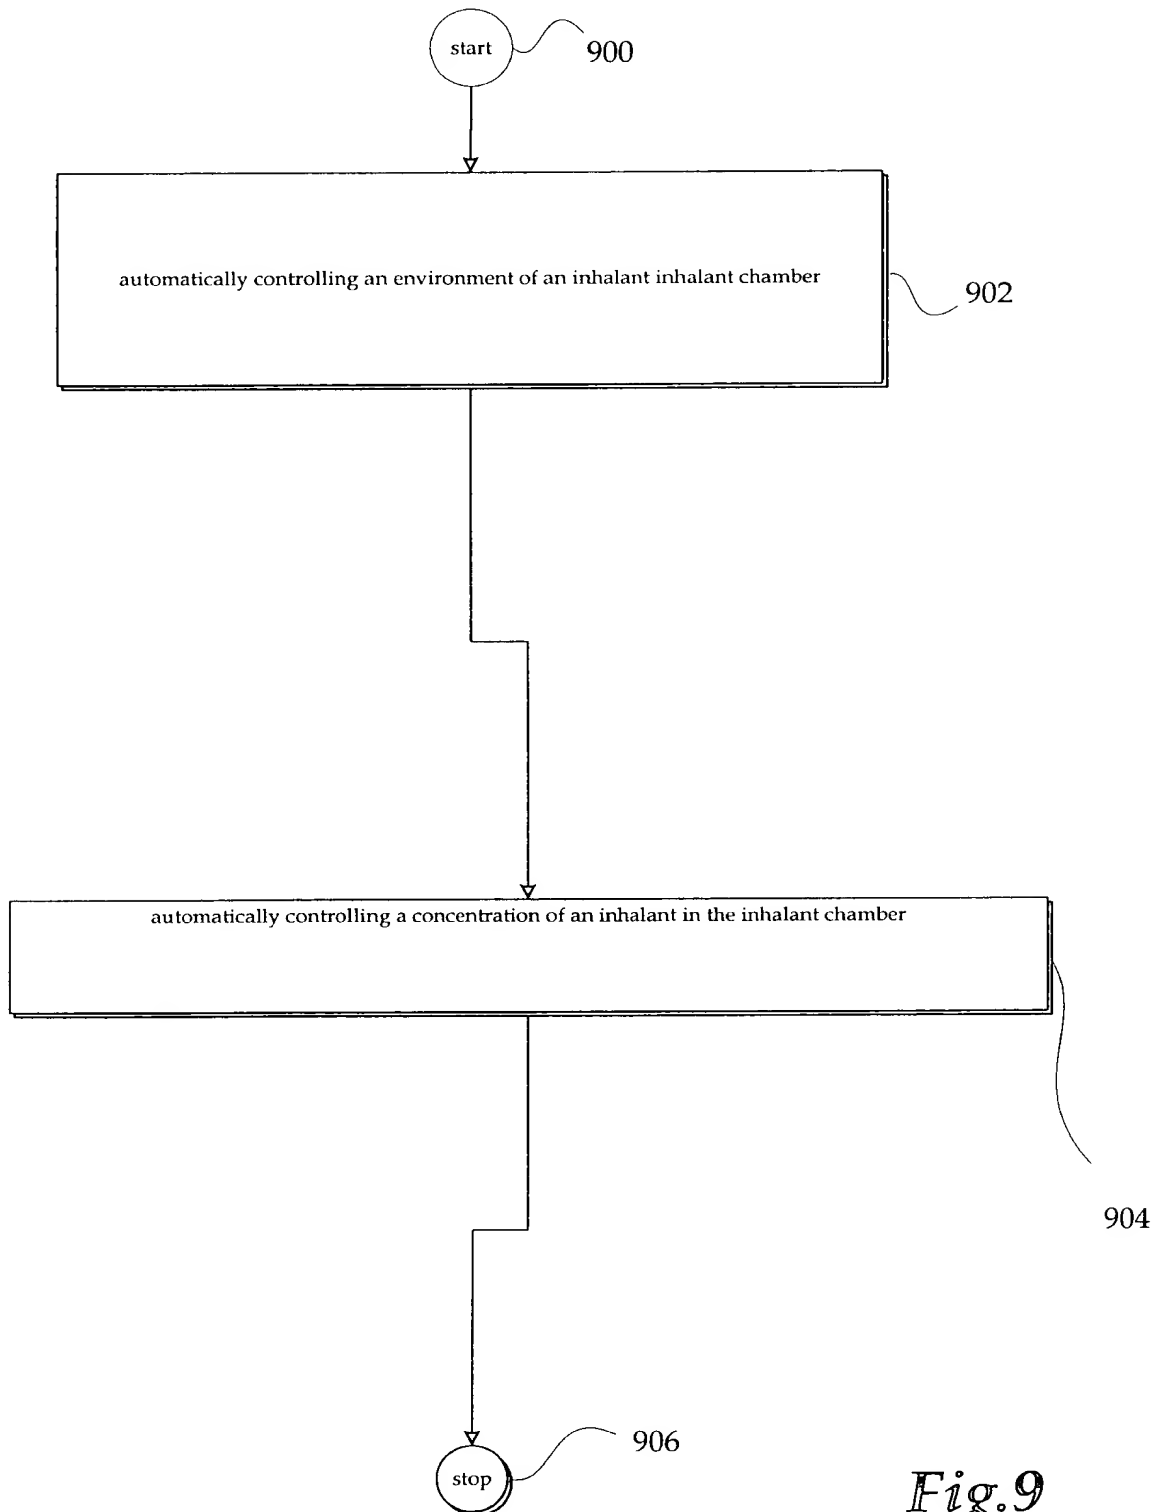 start
900
automatically controlling an environment of an inhalant inhalant chamber
902
automatically controlling a concentration of an inhalant in the inhalant chamber
904
906
stop
Fig.9